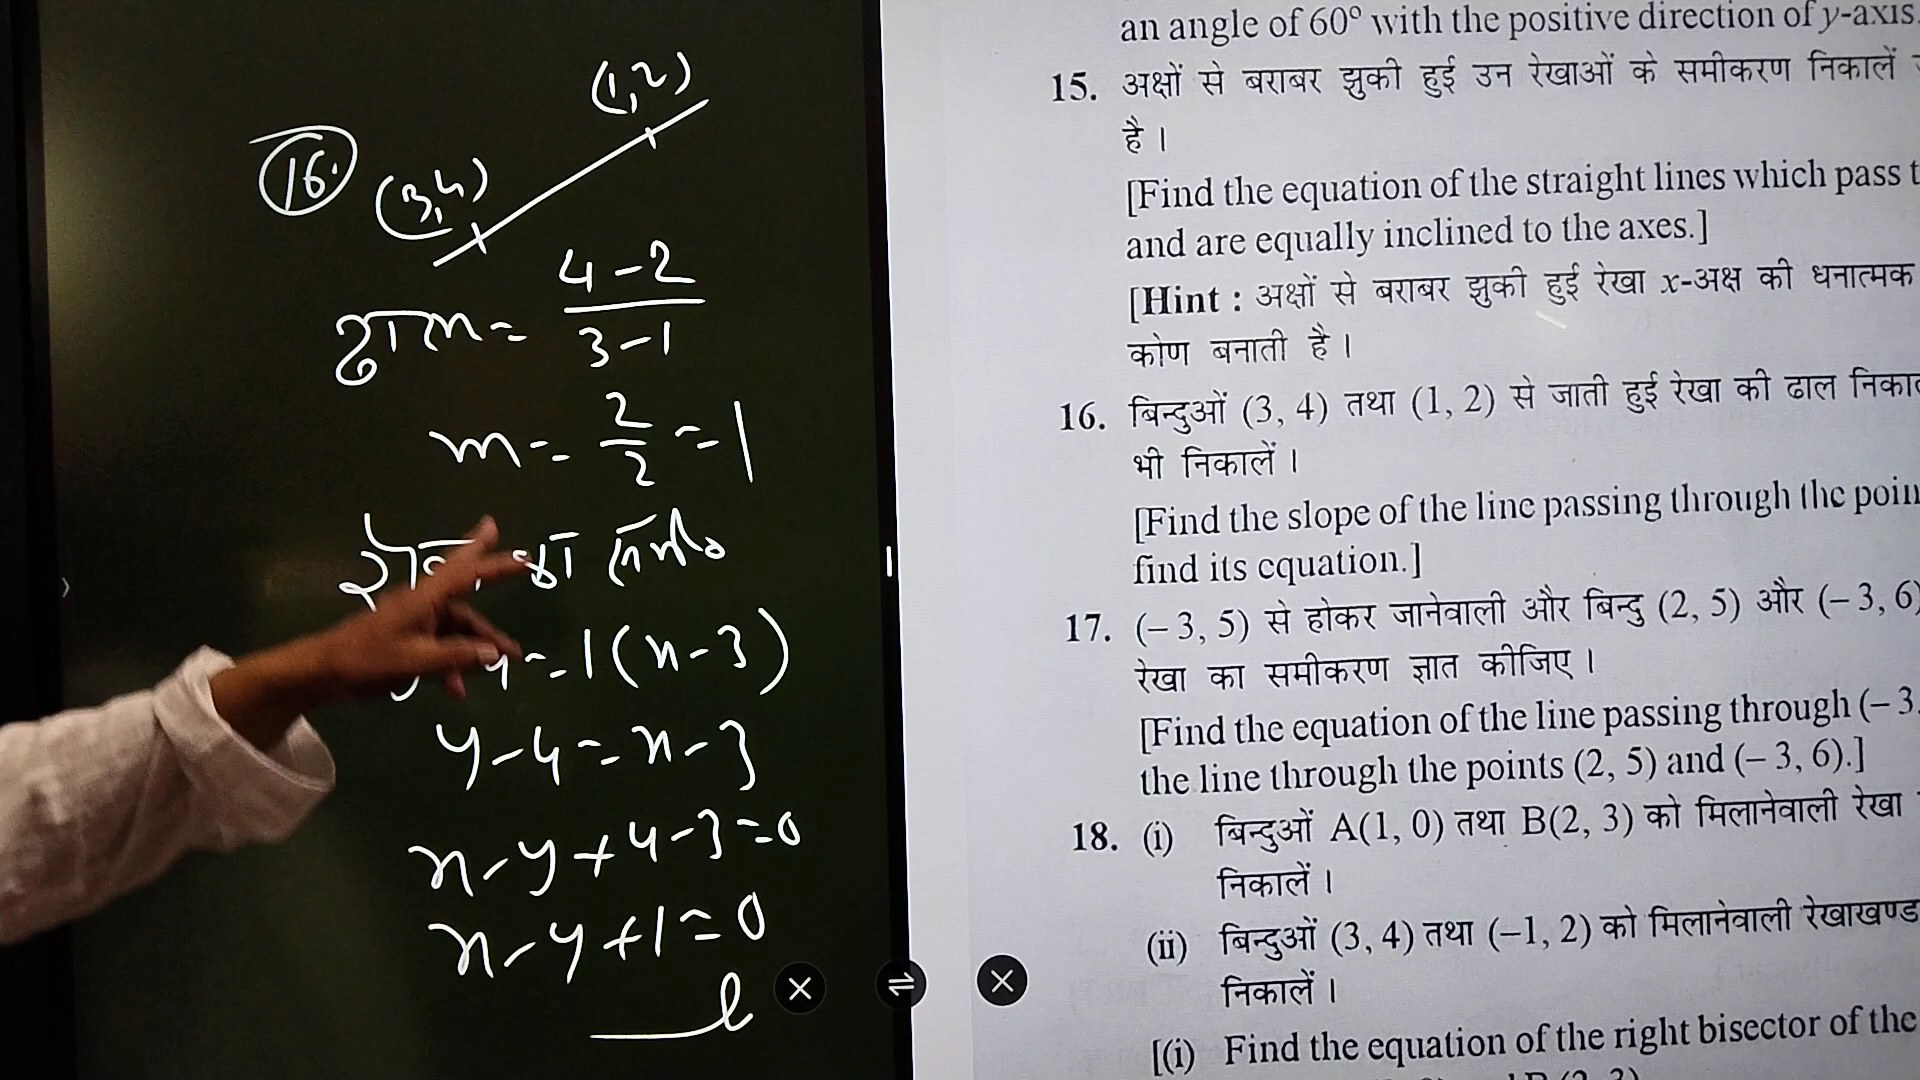 16.
(1,2)
(3,4)
ढाल = 4-2
3-1
m = 2/2 = 1
का समी०
= 1(x-3)
y-4=x-3
x-y+4-3=0
x-y+1=0
an angle of 60° with the positive direction of y-axis.
15. अक्षों से बराबर झुकी हुई उन रेखाओं के समीकरण निकालें
है ।
[Find the equation of the straight lines which pass t
and are equally inclined to the axes.]
[Hint : अक्षों से बराबर झुकी हुई रेखा x-अक्ष की धनात्मक
कोण बनाती है ।
16. बिन्दुओं (3, 4) तथा (1, 2) से जाती हुई रेखा की ढाल निकाल
भी निकालें ।
[Find the slope of the line passing through the poin
find its equation.]
17. (– 3, 5) से होकर जानेवाली और बिन्दु (2, 5) और (– 3, 6)
रेखा का समीकरण ज्ञात कीजिए ।
[Find the equation of the line passing through (– 3,
the line through the points (2, 5) and (– 3, 6).]
18. (i) बिन्दुओं A(1, 0) तथा B(2, 3) को मिलानेवाली रेखा
निकालें ।
(ii) बिन्दुओं (3, 4) तथा (–1, 2) को मिलानेवाली रेखाखण्ड
निकालें ।
[(i) Find the equation of the right bisector of the